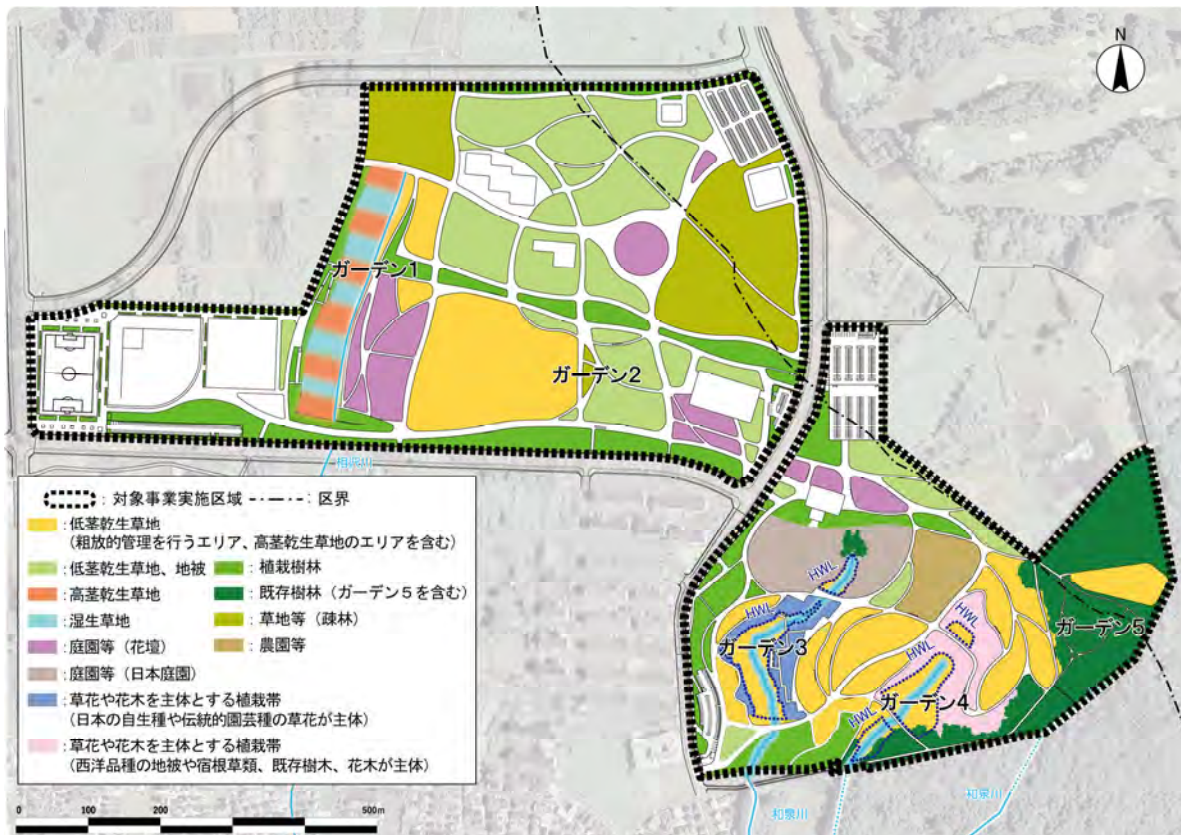 N
ガーデン1
ガーデン2
相沢川
HWL
HWL
HWL
HWL
HWL
ガーデン3
ガーデン4
ガーデン5
和泉川
和泉川
：対象事業実施区域
：区界
：低茎乾生草地
（粗放的管理を行うエリア、高茎乾生草地のエリアを含む）
：低茎乾生草地、地被
：植栽樹林
：高茎乾生草地
：既存樹林（ガーデン５を含む）
：湿生草地
：草地等（疎林）
：庭園等（花壇）
：農園等
：庭園等（日本庭園）
：草花や花木を主体とする植栽帯
（日本の自生種や伝統的園芸種の草花が主体）
：草花や花木を主体とする植栽帯
（西洋品種の地被や宿根草類、既存樹木、花木が主体）
0 100 200 500m